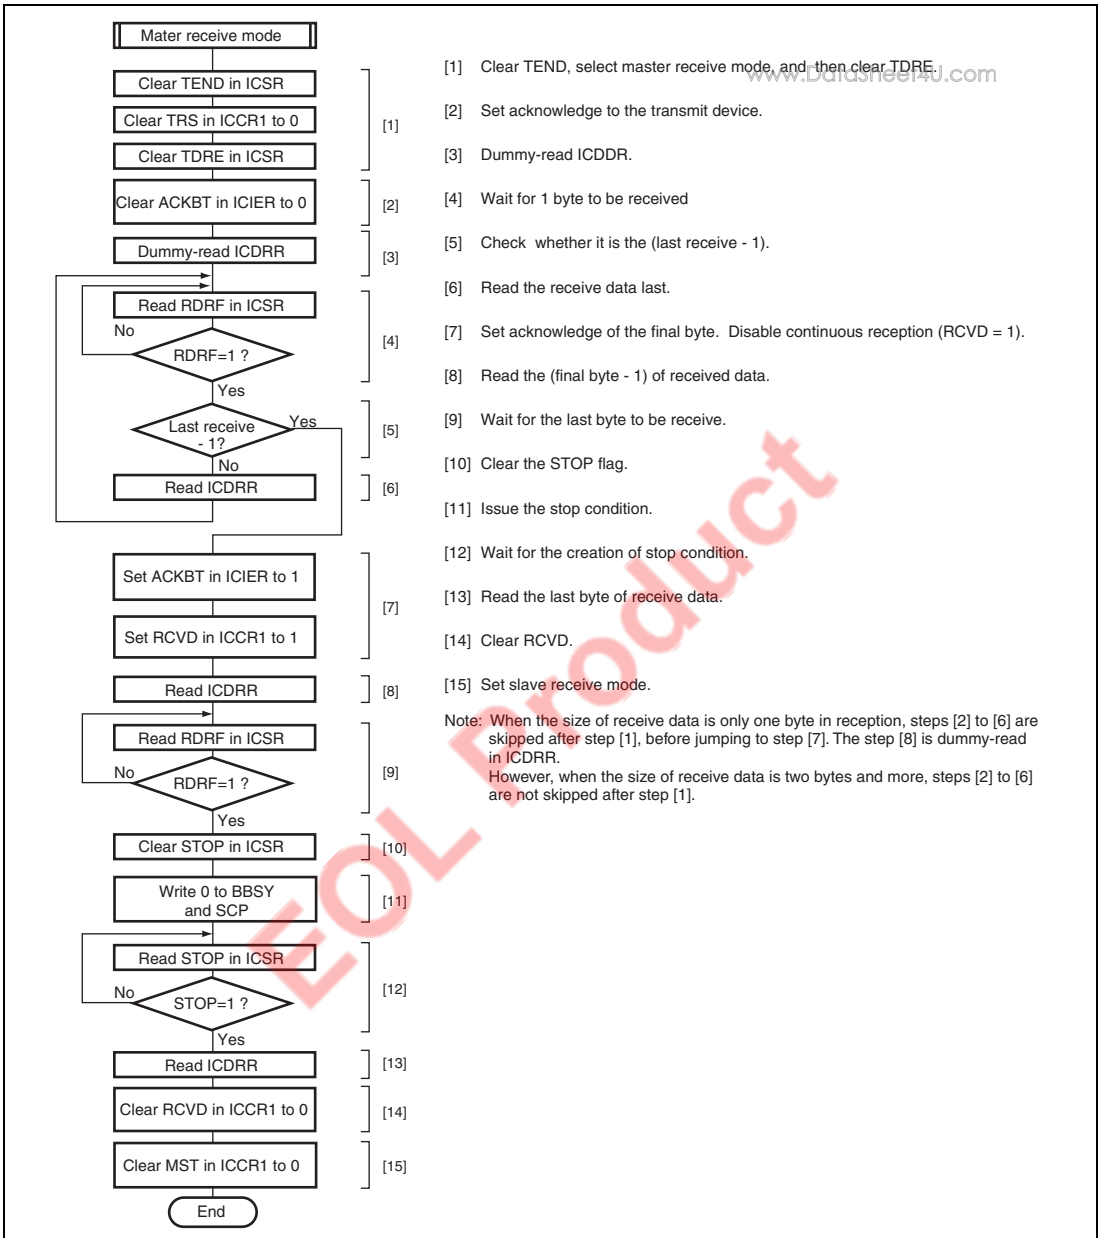 Mater receive mode
Clear TEND in ICSR
Clear TRS in ICCR1 to 0
Clear TDRE in ICSR
[1]
Clear ACKBT in ICIER to 0
[2]
Dummy-read ICDRR
[3]
Read RDRF in ICSR
No
RDRF=1 ?
[4]
Yes
Last receive
- 1?
Yes
[5]
No
Read ICDRR
[6]
Set ACKBT in ICIER to 1
[7]
Set RCVD in ICCR1 to 1
Read ICDRR
[8]
Read RDRF in ICSR
No
RDRF=1 ?
[9]
Yes
Clear STOP in ICSR
[10]
Write 0 to BBSY
and SCP
[11]
Read STOP in ICSR
No
STOP=1 ?
[12]
Yes
Read ICDRR
[13]
Clear RCVD in ICCR1 to 0
[14]
Clear MST in ICCR1 to 0
[15]
End
[1] Clear TEND, select master receive mode, and then clear TDRE.
www.DataSheet4U.com
[2] Set acknowledge to the transmit device.
[3] Dummy-read ICDDR.
[4] Wait for 1 byte to be received
[5] Check whether it is the (last receive - 1).
[6] Read the receive data last.
[7] Set acknowledge of the final byte. Disable continuous reception (RCVD = 1).
[8] Read the (final byte - 1) of received data.
[9] Wait for the last byte to be receive.
[10] Clear the STOP flag.
[11] Issue the stop condition.
[12] Wait for the creation of stop condition.
[13] Read the last byte of receive data.
[14] Clear RCVD.
[15] Set slave receive mode.
Note: When the size of receive data is only one byte in reception, steps [2] to [6] are
skipped after step [1], before jumping to step [7]. The step [8] is dummy-read
in ICDRR.
However, when the size of receive data is two bytes and more, steps [2] to [6]
are not skipped after step [1].
EOL Product